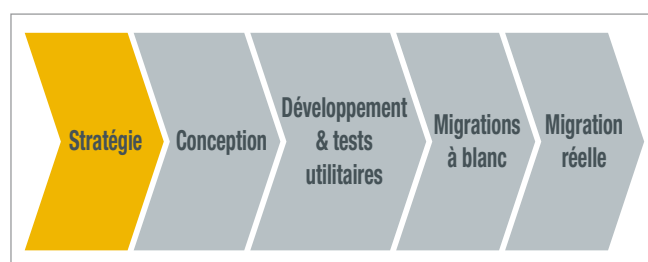 Stratégie
Conception
Développement
& tests
utilitaires
Migrations
à blanc
Migration
réelle